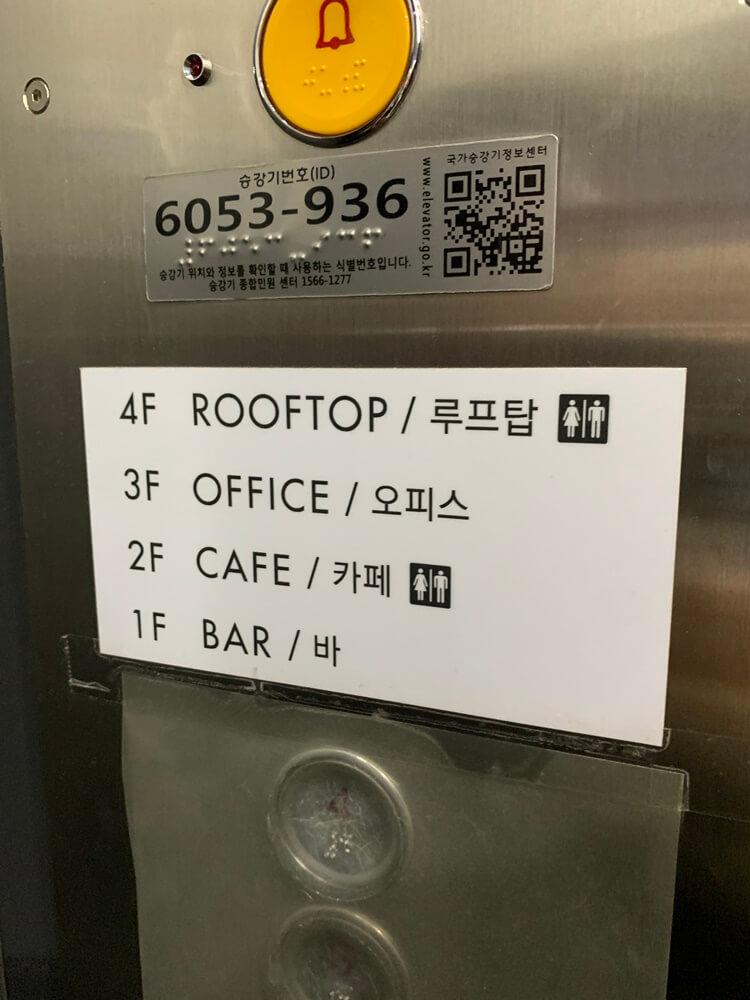 승강기번호(ID)
6053-936
승강기 위치와 정보를 확인할 때 사용하는 식별번호입니다.
승강기 종합민원 센터 1566-1277
www.elevator.go.kr
국가승강기정보센터
4F ROOFTOP / 루프탑
3F OFFICE / 오피스
2F CAFE / 카페
1F BAR / 바